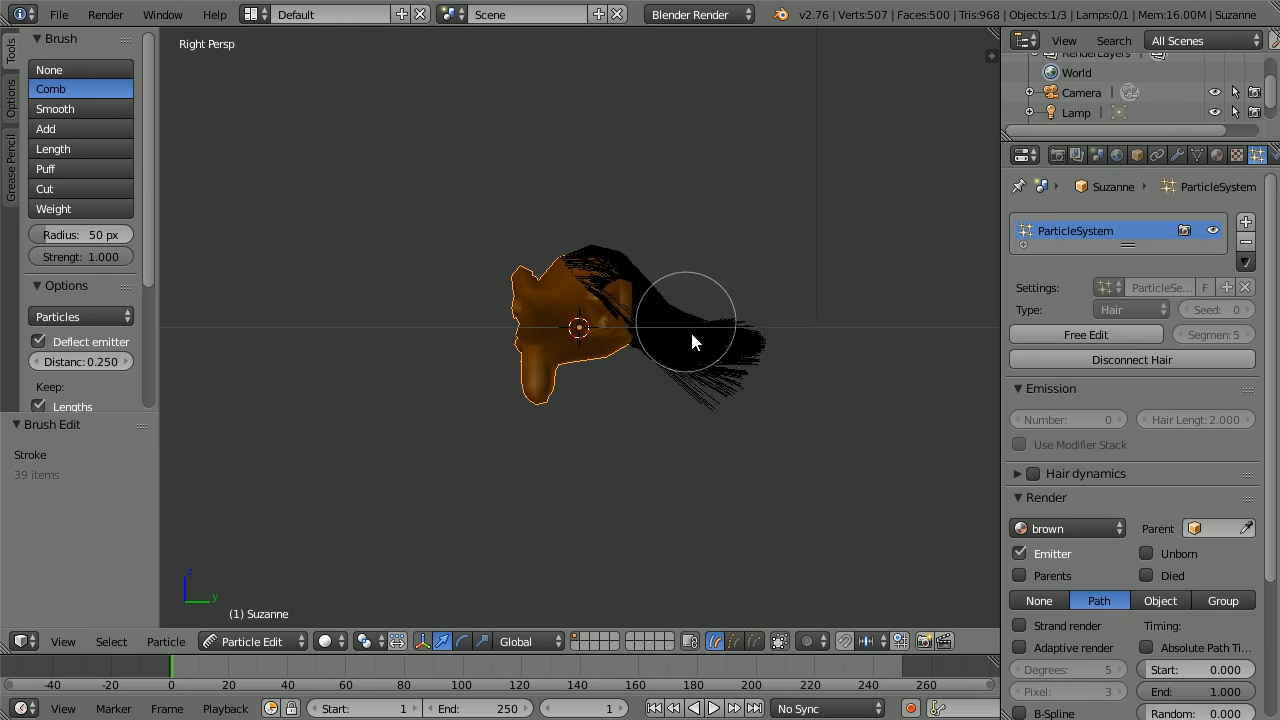 File Render Window Help Default Scene Blender Render v2.76 | Verts:507 | Faces:500 | Tris:968 | Objects:1/3 | Lamps:0/1 | Mem:16.00M | Suzanne
Tools
Options
Grease Pencil
Brush
None
Comb
Smooth
Add
Length
Puff
Cut
Weight
Radius: 50 px
Strengt: 1.000
Options
Particles
Deflect emitter
Distanc: 0.250
Keep:
Lengths
Brush Edit
Stroke
39 items
Right Persp
z
y
(1) Suzanne
View Select Particle Particle Edit Global
View Search All Scenes
RenderLayers
World
Camera
Lamp
Suzanne ParticleSystem
ParticleSystem
Settings: ParticleSe... F
Type: Hair Seed: 0
Free Edit Segmen: 5
Disconnect Hair
Emission
Number: 0 Hair Lengt: 2.000
Use Modifier Stack
Hair dynamics
Render
brown Parent
Emitter Unborn
Parents Died
None Path Object Group
Strand render Timing:
Adaptive render Absolute Path Ti...
Degrees: 5 Start: 0.000
Pixel: 3 End: 1.000
B-Spline Random: 0.000
-40 -20 0 20 40 60 80 100 120 140 160 180 200 220 240 260
View Marker Frame Playback Start: 1 End: 250 1 No Sync